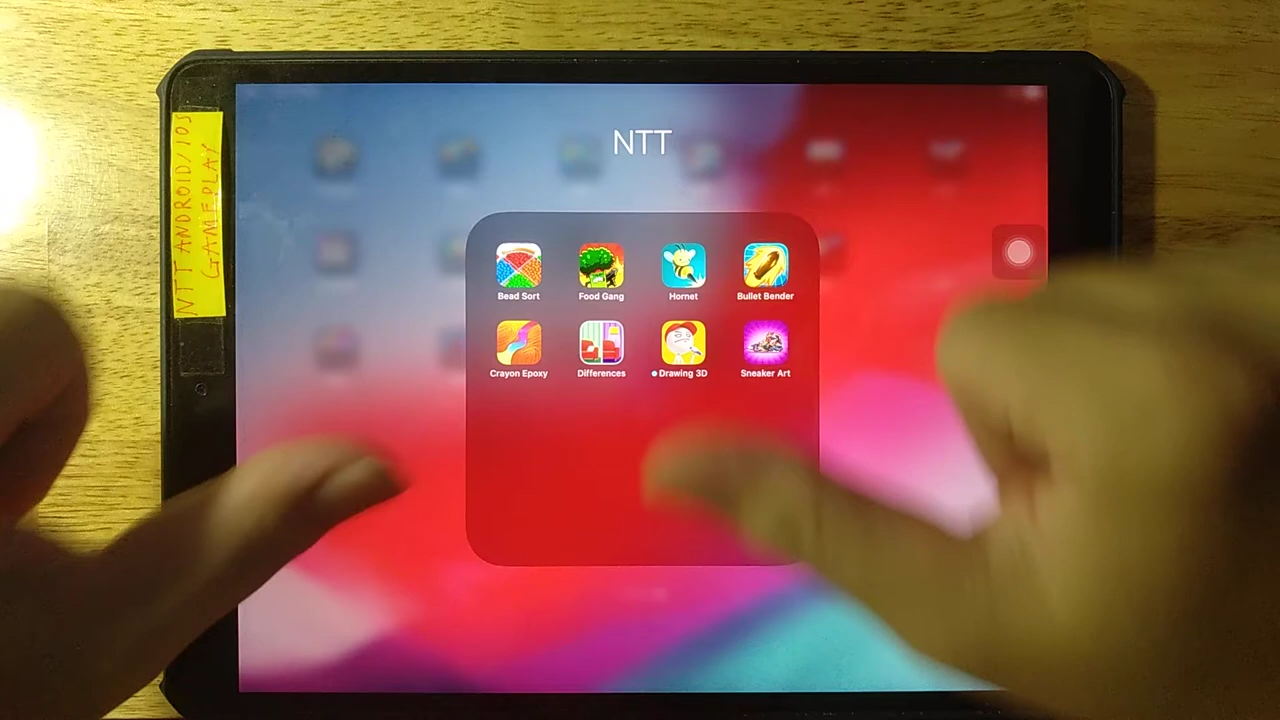 NTT ANDROID/IOS
GAMEPLAY
NTT
Bead Sort
Food Gang
Hornet
Bullet Bender
Crayon Epoxy
Differences
Drawing 3D
Sneaker Art